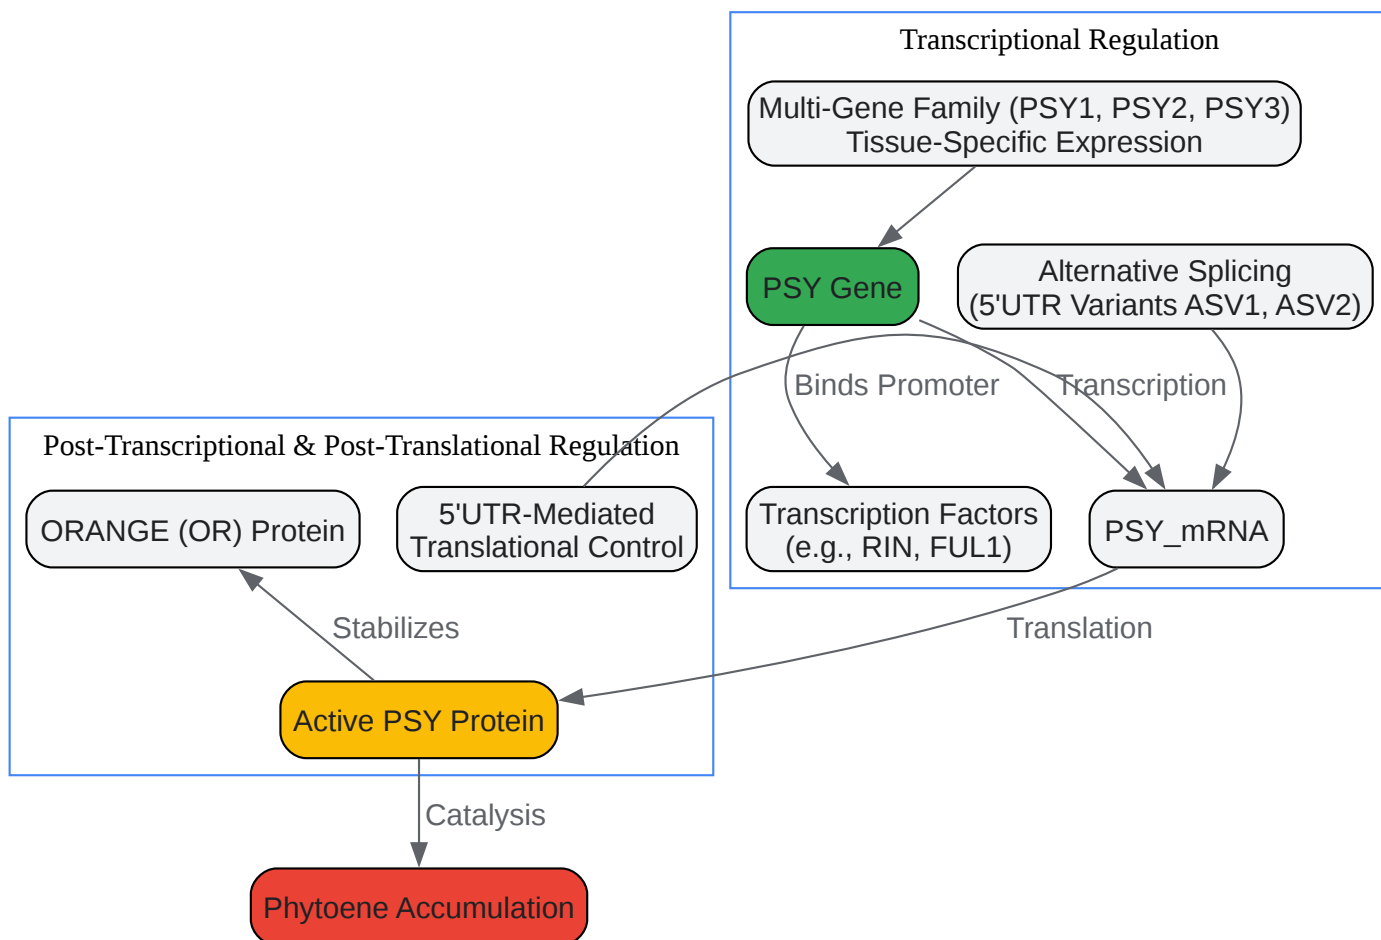 Transcriptional Regulation
Multi-Gene Family (PSY1, PSY2, PSY3)
Tissue-Specific Expression
PSY Gene
Alternative Splicing
(5'UTR Variants ASV1, ASV2)
Binds Promoter
Transcription
Post-Transcriptional & Post-Translational Regulation
ORANGE (OR) Protein
5'UTR-Mediated
Translational Control
Transcription Factors
(e.g., RIN, FUL1)
PSY_mRNA
Stabilizes
Translation
Active PSY Protein
Catalysis
Phytoene Accumulation